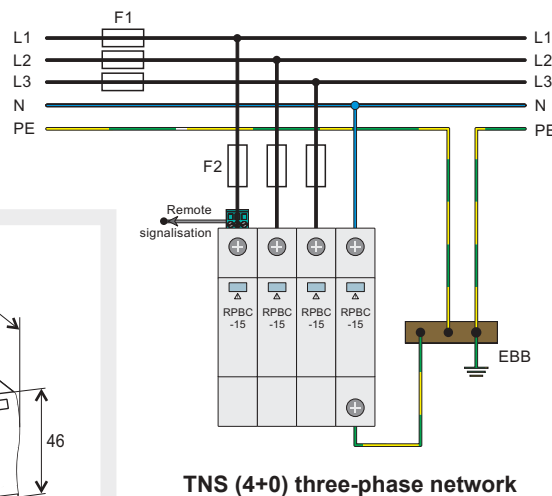 F1
L1 L1
L2 L2
L3 L3
N N
PE PE
F2
Remote
signalisation
RPBC RPBC RPBC RPBC
-15 -15 -15 -15
EBB
46
TNS (4+0) three-phase network